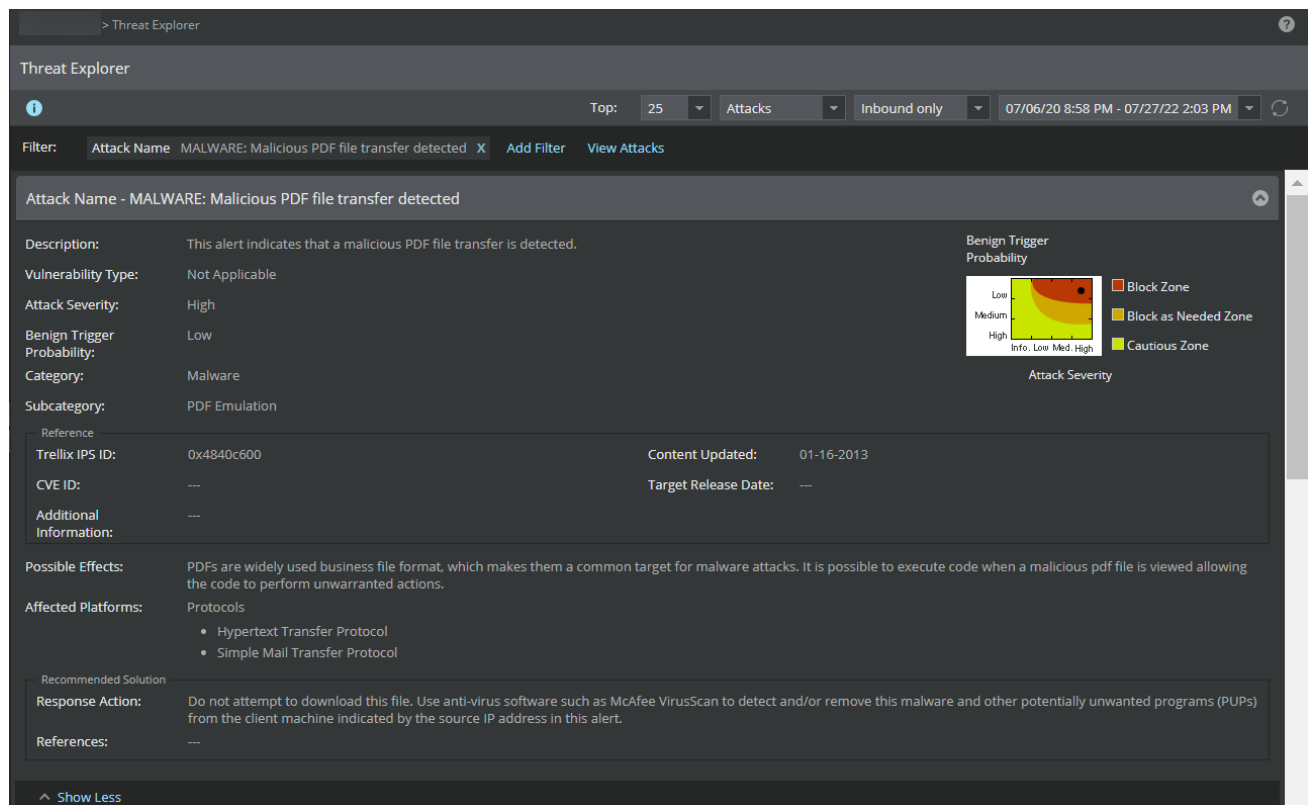 > Threat Explorer
Threat Explorer
Top: 25 Attacks Inbound only 07/06/20 8:58 PM - 07/27/22 2:03 PM
Filter: Attack Name MALWARE: Malicious PDF file transfer detected X Add Filter View Attacks
Attack Name - MALWARE: Malicious PDF file transfer detected
Description: This alert indicates that a malicious PDF file transfer is detected.
Vulnerability Type: Not Applicable
Attack Severity: High
Benign Trigger
Probability: Low
Category: Malware
Subcategory: PDF Emulation
Benign Trigger
Probability
Low
Medium
High
Info. Low Med. High
Block Zone
Block as Needed Zone
Cautious Zone
Attack Severity
Reference
Trellix IPS ID: 0x4840c600 Content Updated: 01-16-2013
CVE ID: --- Target Release Date: ---
Additional
Information: ---
Possible Effects: PDFs are widely used business file format, which makes them a common target for malware attacks. It is possible to execute code when a malicious pdf file is viewed allowing
the code to perform unwarranted actions.
Affected Platforms: Protocols
• Hypertext Transfer Protocol
• Simple Mail Transfer Protocol
Recommended Solution
Response Action: Do not attempt to download this file. Use anti-virus software such as McAfee VirusScan to detect and/or remove this malware and other potentially unwanted programs (PUPs)
from the client machine indicated by the source IP address in this alert.
References: ---
Show Less